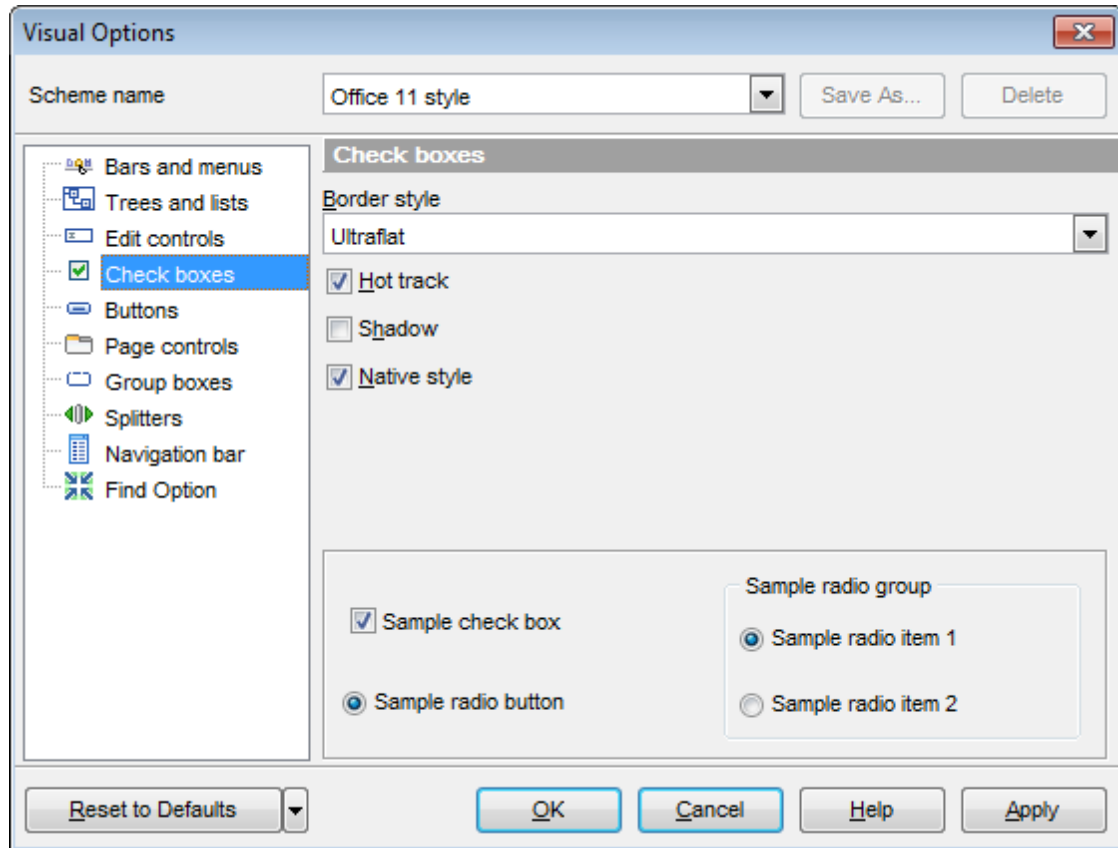 Visual Options
Scheme name
Office 11 style
Save As...
Delete
Bars and menus
Trees and lists
Edit controls
Check boxes
Buttons
Page controls
Group boxes
Splitters
Navigation bar
Find Option
Check boxes
Border style
Ultraflat
Hot track
Shadow
Native style
Sample check box
Sample radio button
Sample radio group
Sample radio item 1
Sample radio item 2
Reset to Defaults
OK
Cancel
Help
Apply